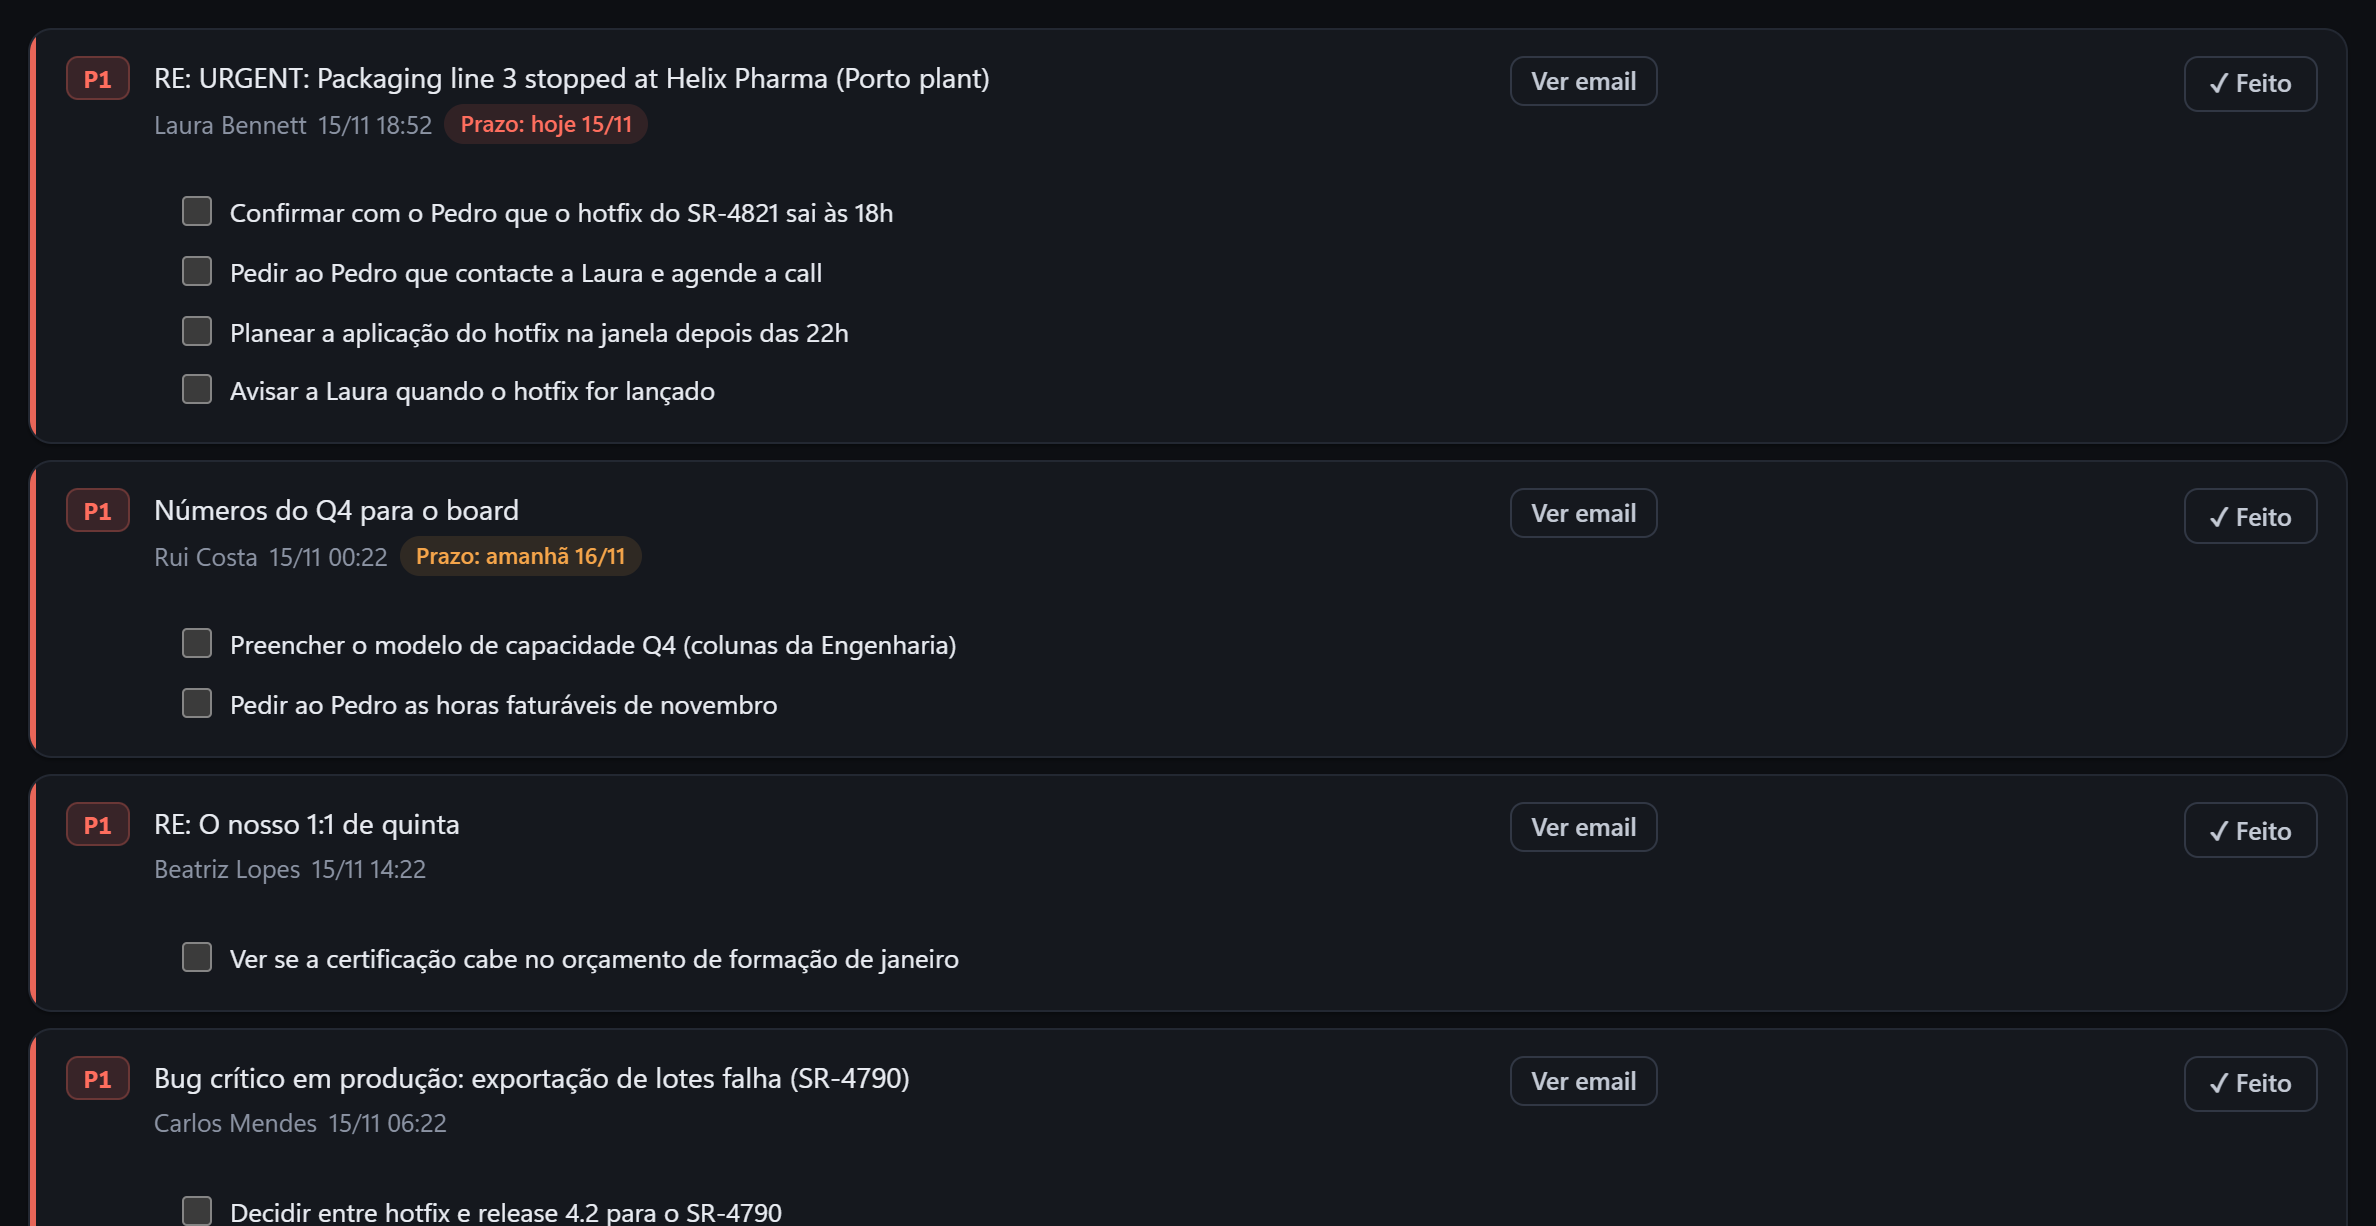 P1 RE: URGENT: Packaging line 3 stopped at Helix Pharma (Porto plant) Ver email ✓ Feito
Laura Bennett 15/11 18:52 Prazo: hoje 15/11
Confirmar com o Pedro que o hotfix do SR-4821 sai às 18h
Pedir ao Pedro que contacte a Laura e agende a call
Planear a aplicação do hotfix na janela depois das 22h
Avisar a Laura quando o hotfix for lançado
P1 Números do Q4 para o board Ver email ✓ Feito
Rui Costa 15/11 00:22 Prazo: amanhã 16/11
Preencher o modelo de capacidade Q4 (colunas da Engenharia)
Pedir ao Pedro as horas faturáveis de novembro
P1 RE: O nosso 1:1 de quinta Ver email ✓ Feito
Beatriz Lopes 15/11 14:22
Ver se a certificação cabe no orçamento de formação de janeiro
P1 Bug crítico em produção: exportação de lotes falha (SR-4790) Ver email ✓ Feito
Carlos Mendes 15/11 06:22
Decidir entre hotfix e release 4.2 para o SR-4790